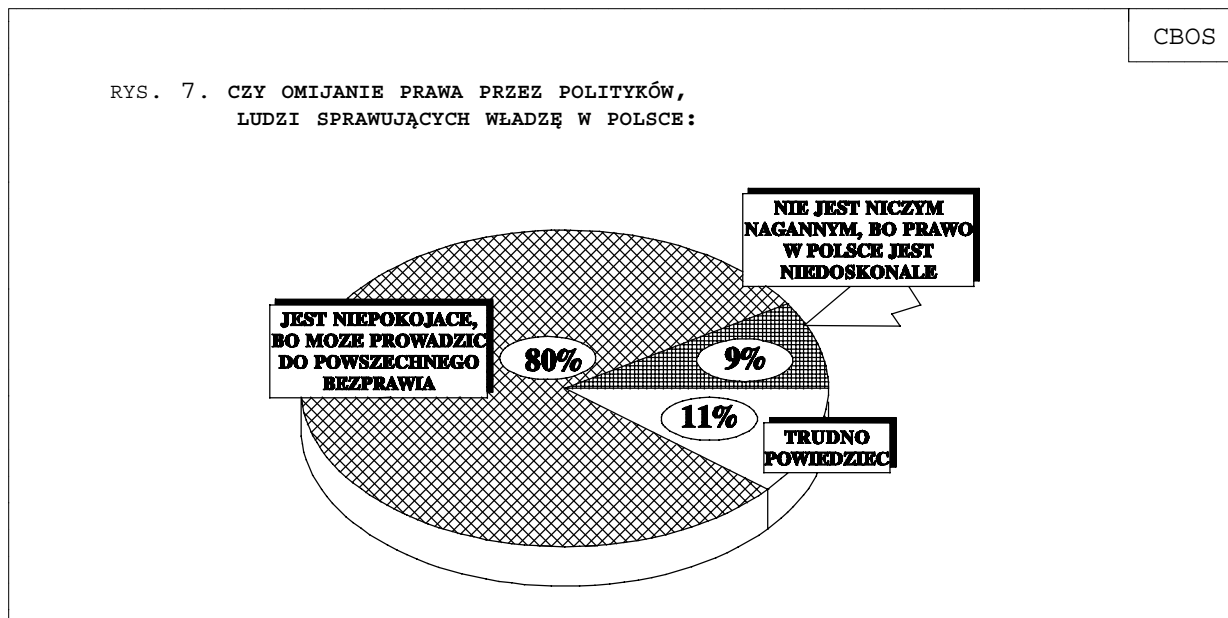 CBOS
RYS. 7. CZY OMIJANIE PRAWA PRZEZ POLITYKÓW,
LUDZI SPRAWUJĄCYCH WŁADZĘ W POLSCE:
NIE JEST NICZYM
NAGANNYM, BO PRAWO
W POLSCE JEST
NIEDOSKONALE
JEST NIEPOKOJACE,
BO MOZE PROWADZIC
DO POWSZECHNEGO
BEZPRAWIA
80%
9%
11%
TRUDNO
POWIEDZIEC